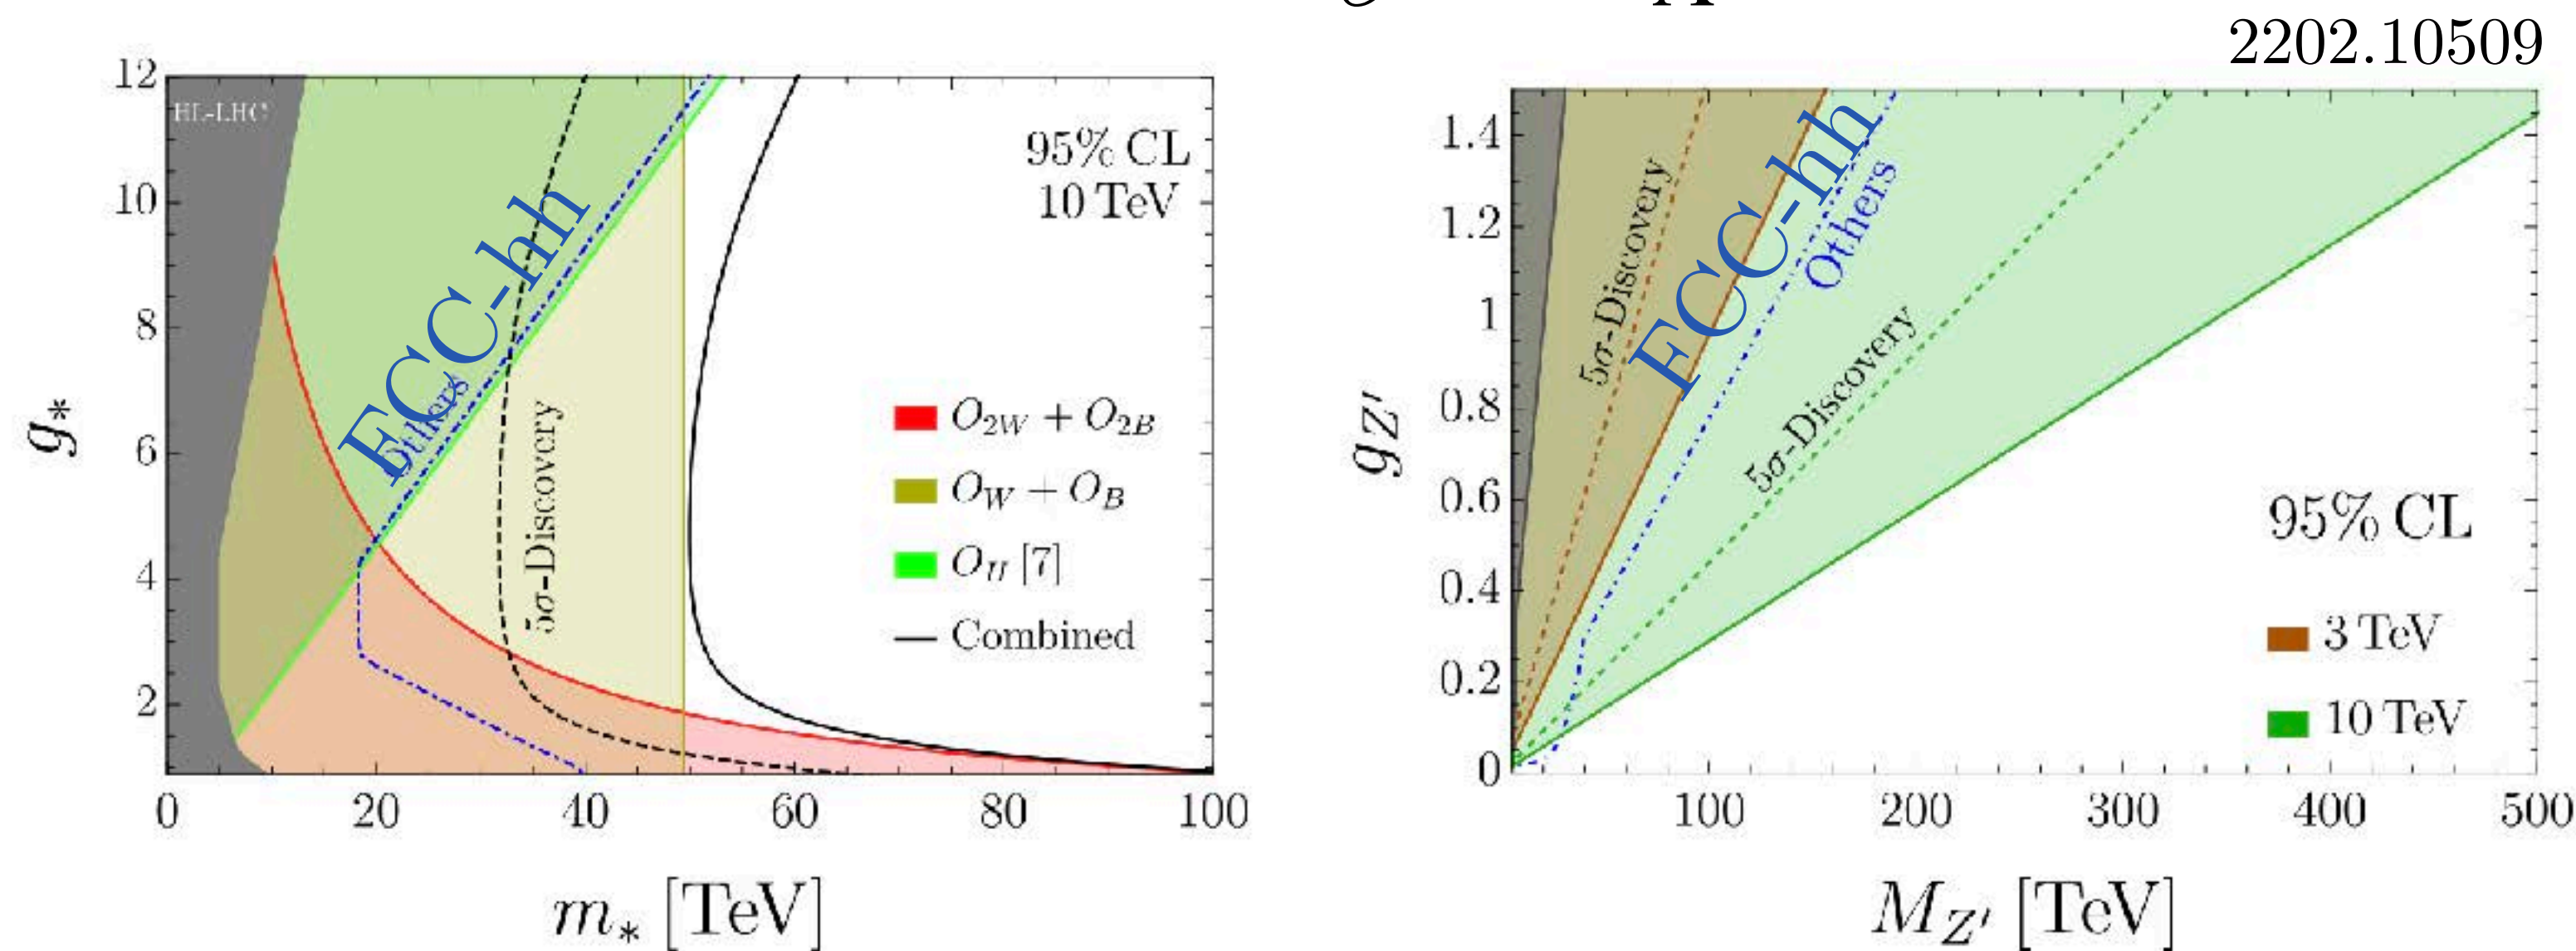 2202.10509
12
10
8
6
4
2
g*
HL-LHC
FCC-hh
Others
5σ-Discovery
95% CL
10 TeV
O2W + O2B
OW + OB
OH [7]
Combined
0 20 40 60 80 100
m* [TeV]
1.4
1.2
1
0.8
0.6
0.4
0.2
0
gZ′
5σ-Discovery
FCC-hh
Others
5σ-Discovery
95% CL
3 TeV
10 TeV
100 200 300 400 500
MZ′ [TeV]